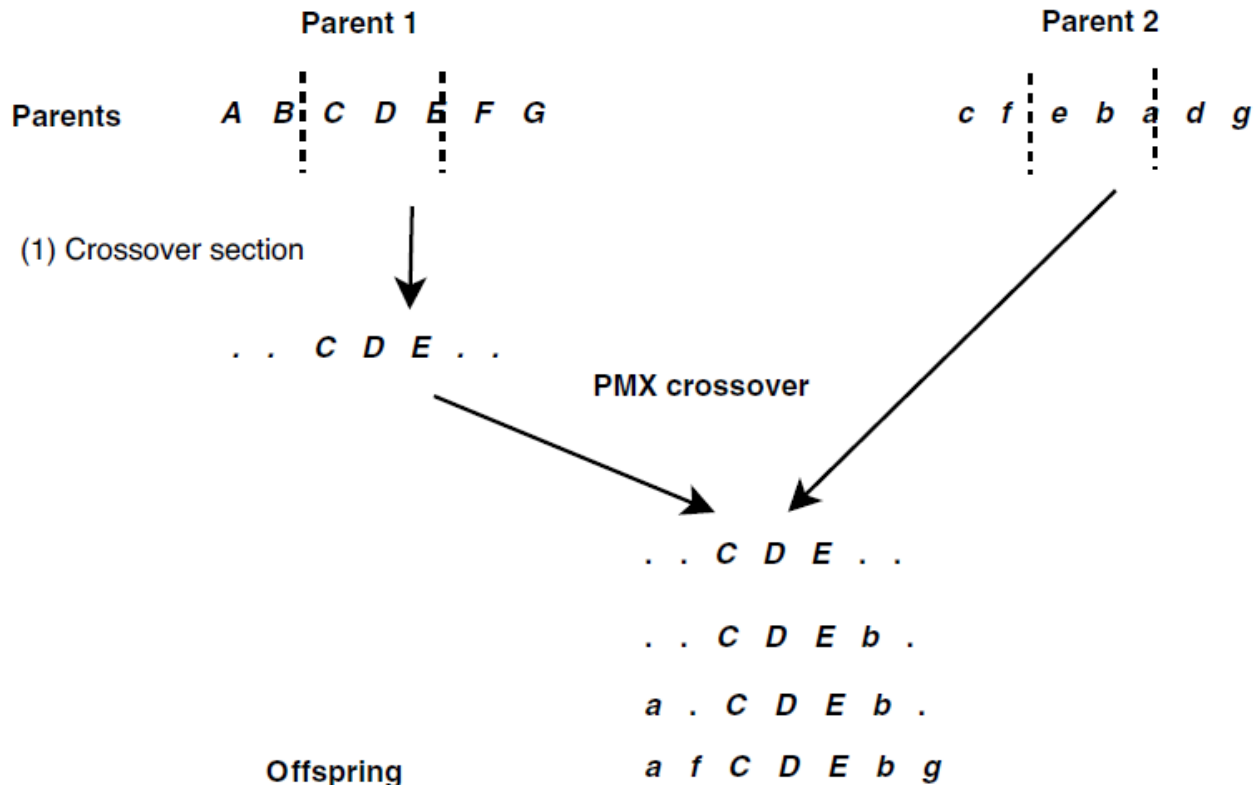 Parent 1 Parent 2
Parents A B C D E F G c f e b a d g
(1) Crossover section
. . C D E . .
PMX crossover
. . C D E . .
. . C D E b .
a . C D E b .
Offspring a f C D E b g